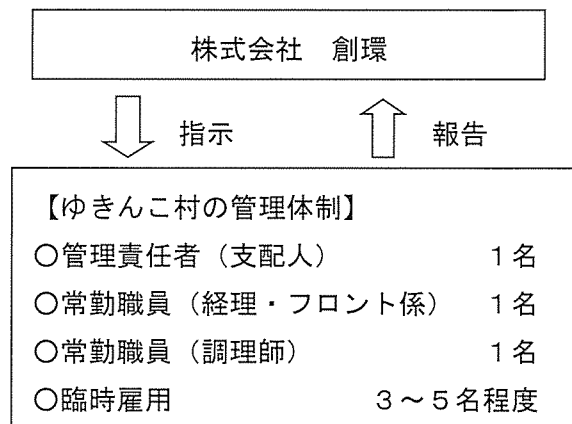 株式会社　創環
指示　報告
【ゆきんこ村の管理体制】
○管理責任者（支配人）　１名
○常勤職員（経理・フロント係）　１名
○常勤職員（調理師）　１名
○臨時雇用　３～５名程度